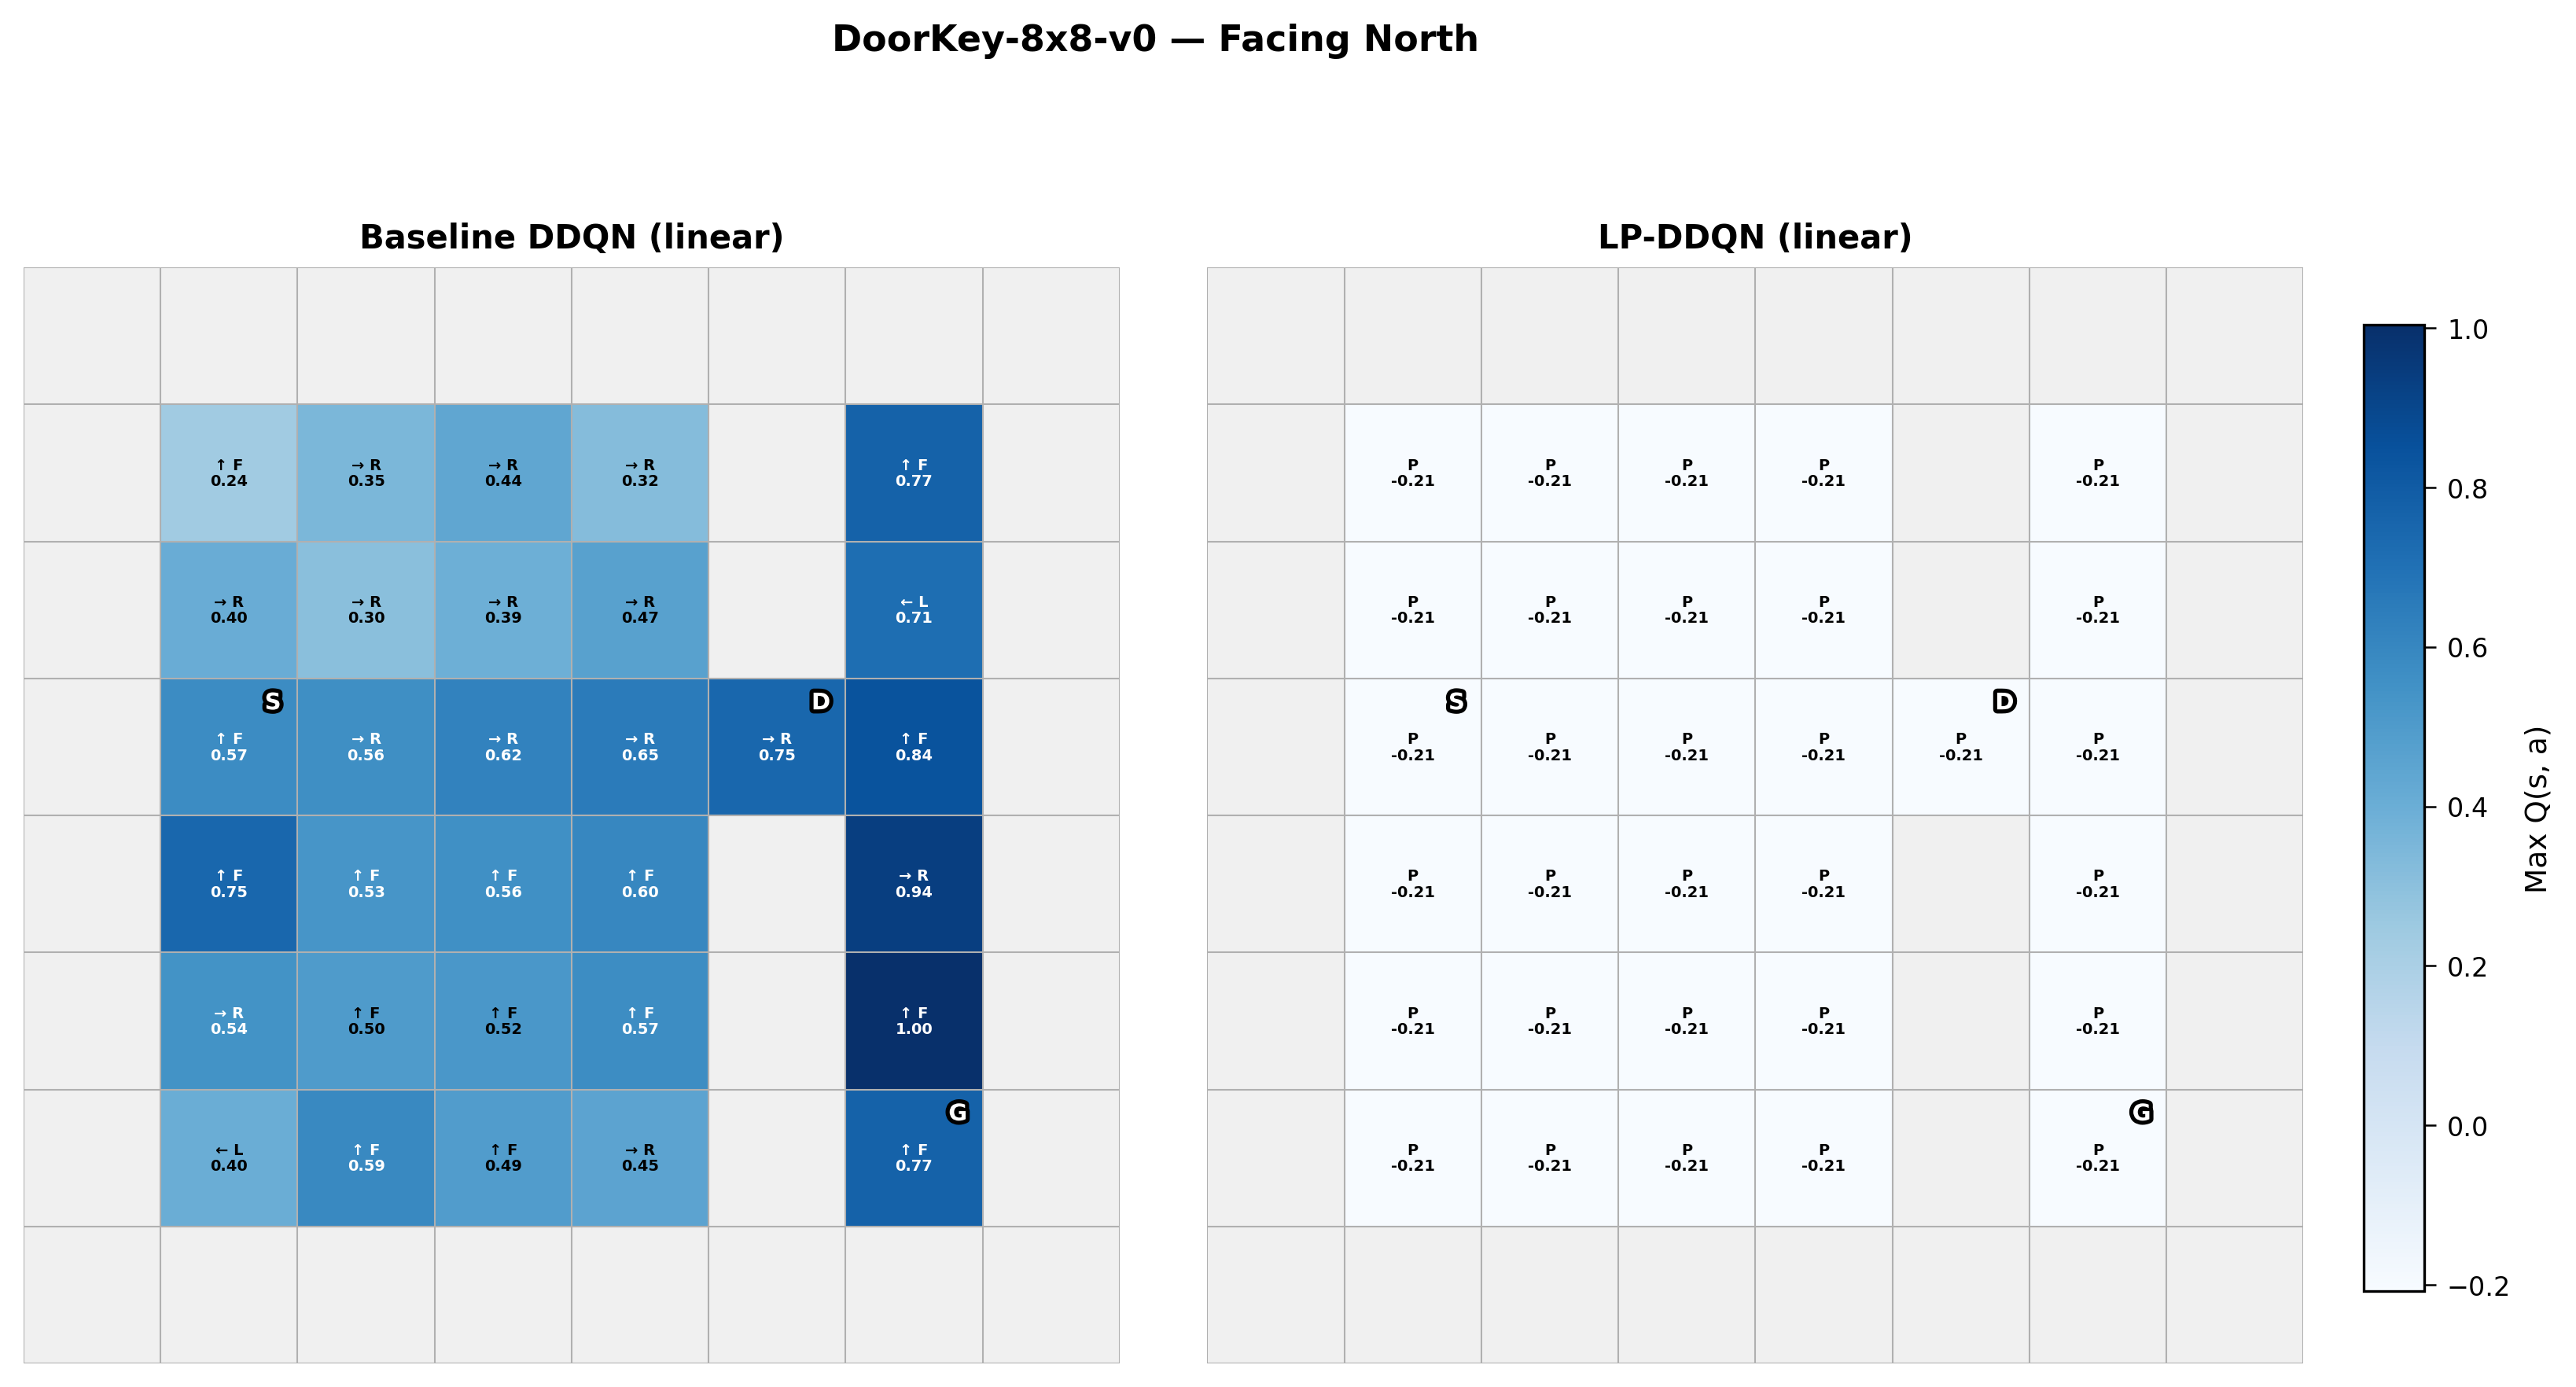 DoorKey-8x8-v0 — Facing North
Baseline DDQN (linear)
↑ F → R → R → R ↑ F
0.24 0.35 0.44 0.32 0.77
→ R → R → R → R ← L
0.40 0.30 0.39 0.47 0.71
S D
↑ F → R → R → R → R ↑ F
0.57 0.56 0.62 0.65 0.75 0.84
↑ F ↑ F ↑ F ↑ F → R
0.75 0.53 0.56 0.60 0.94
→ R ↑ F ↑ F ↑ F ↑ F
0.54 0.50 0.52 0.57 1.00
G
← L ↑ F ↑ F → R ↑ F
0.40 0.59 0.49 0.45 0.77
LP-DDQN (linear)
P P P P P
-0.21 -0.21 -0.21 -0.21 -0.21
P P P P P
-0.21 -0.21 -0.21 -0.21 -0.21
S D
P P P P P P
-0.21 -0.21 -0.21 -0.21 -0.21 -0.21
P P P P P
-0.21 -0.21 -0.21 -0.21 -0.21
P P P P P
-0.21 -0.21 -0.21 -0.21 -0.21
G
P P P P P
-0.21 -0.21 -0.21 -0.21 -0.21
1.0
0.8
0.6
0.4
0.2
0.0
−0.2
Max Q(s, a)